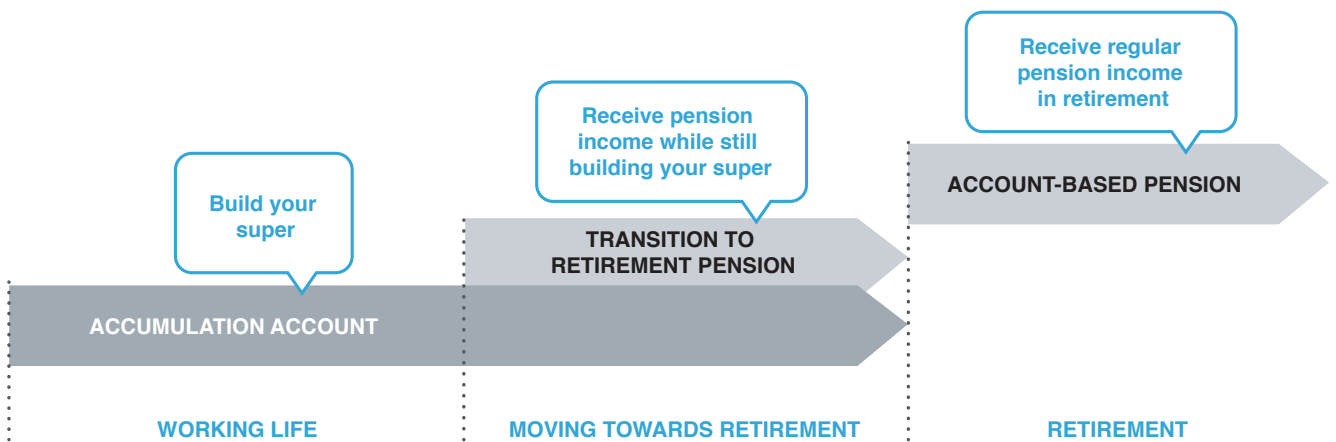 Receive regular
pension income
in retirement
Receive pension
income while still
building your super
ACCOUNT-BASED PENSION
Build your
super
TRANSITION TO
RETIREMENT PENSION
ACCUMULATION ACCOUNT
WORKING LIFE
MOVING TOWARDS RETIREMENT
RETIREMENT